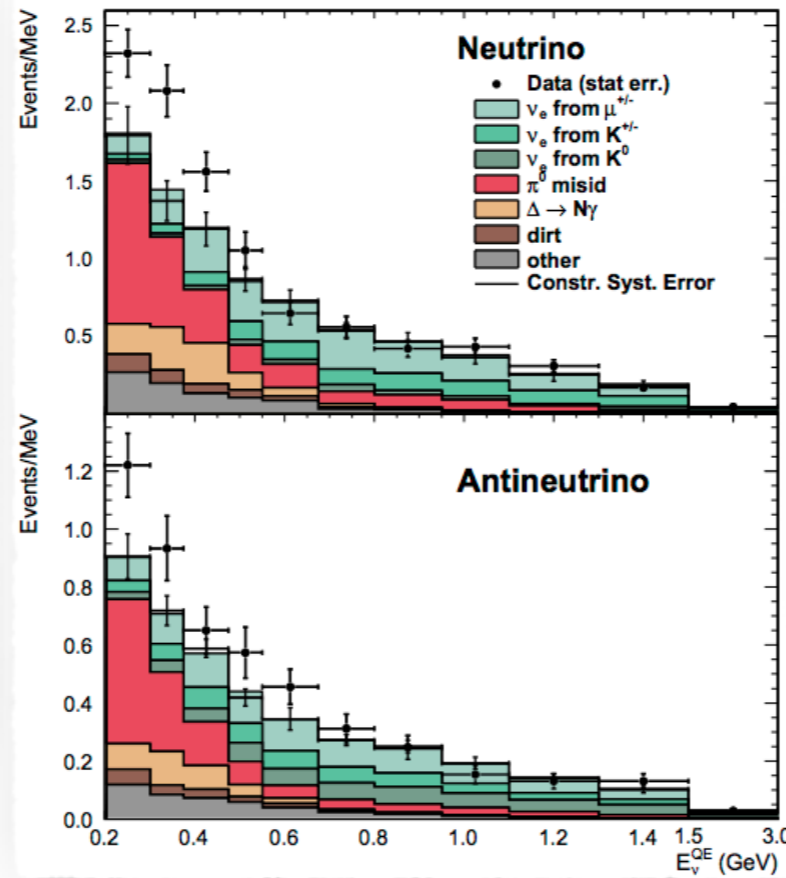 Neutrino
Data (stat err.)
νe from μ+/-
νe from K+/-
νe from K0
π0 misid
Δ → Nγ
dirt
other
Constr. Syst. Error
Events/MeV
2.5
2.0
1.5
1.0
0.5
Antineutrino
Events/MeV
1.2
1.0
0.8
0.6
0.4
0.2
0.0
0.2 0.4 0.6 0.8 1.0 1.2 1.4 1.5 3.0
EνQE (GeV)